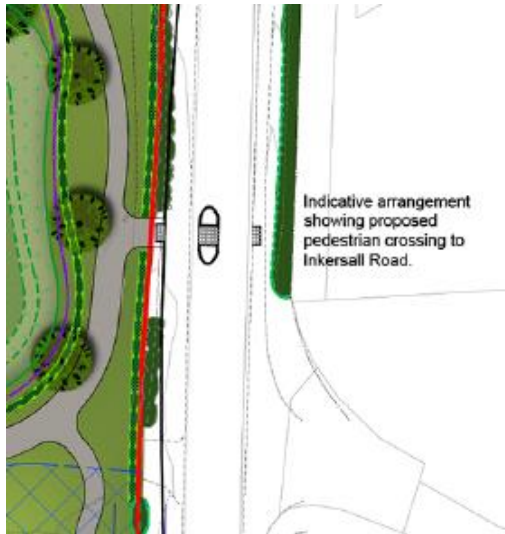 Indicative arrangement
showing proposed
pedestrian crossing to
Inkersall Road.